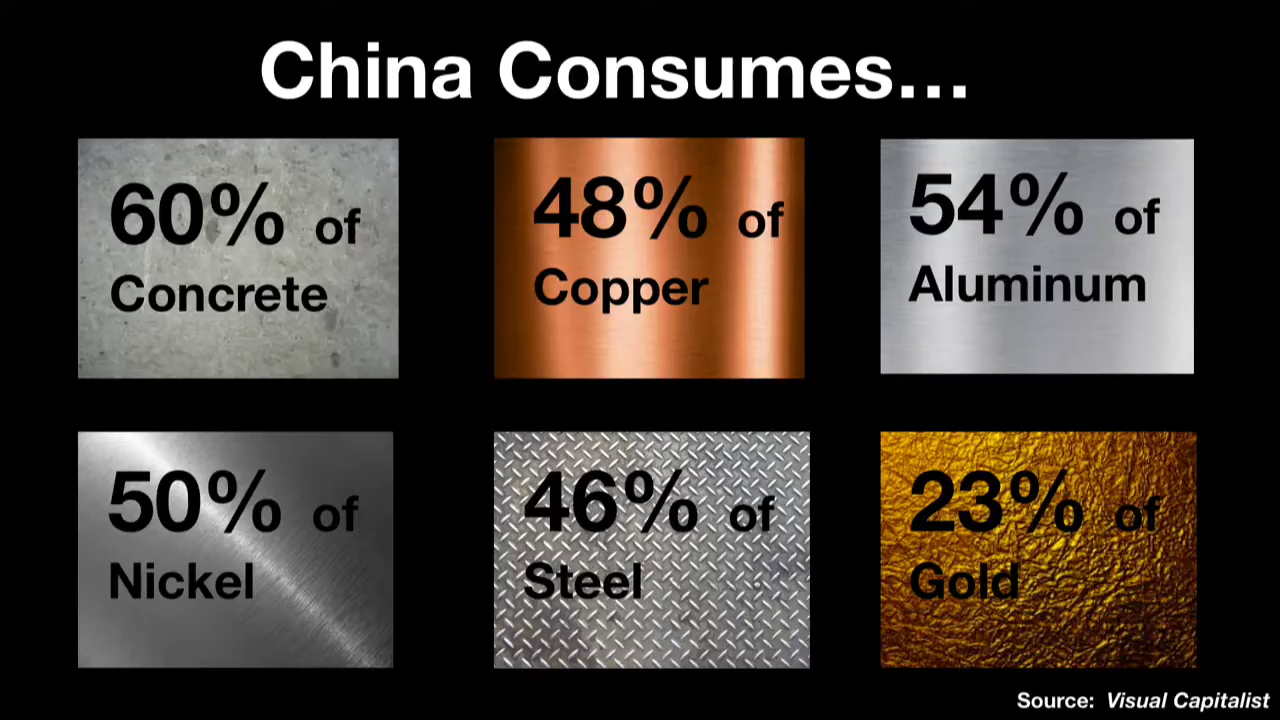 China Consumes...
60% of
Concrete
48% of
Copper
54% of
Aluminum
50% of
Nickel
46% of
Steel
23% of
Gold
Source: Visual Capitalist